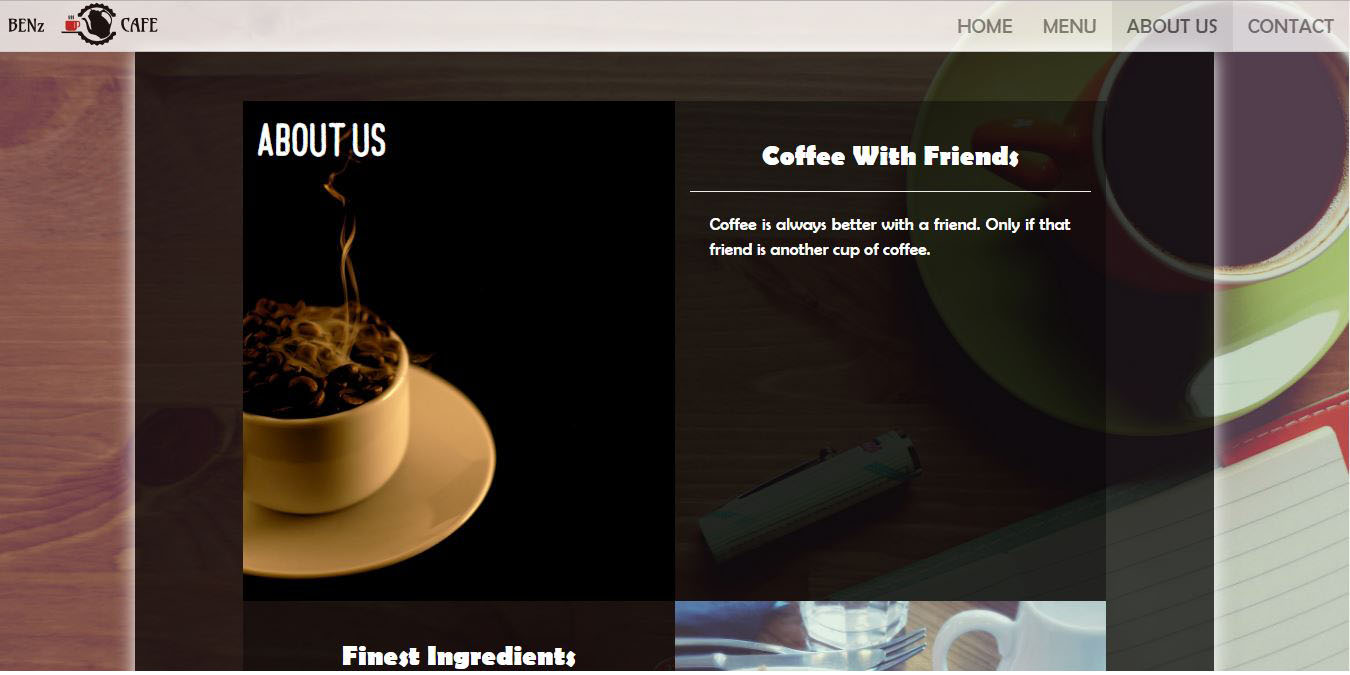 BENz CAFE
HOME MENU ABOUT US CONTACT
ABOUT US
Coffee With Friends
Coffee is always better with a friend. Only if that
friend is another cup of coffee.
Finest Ingredients